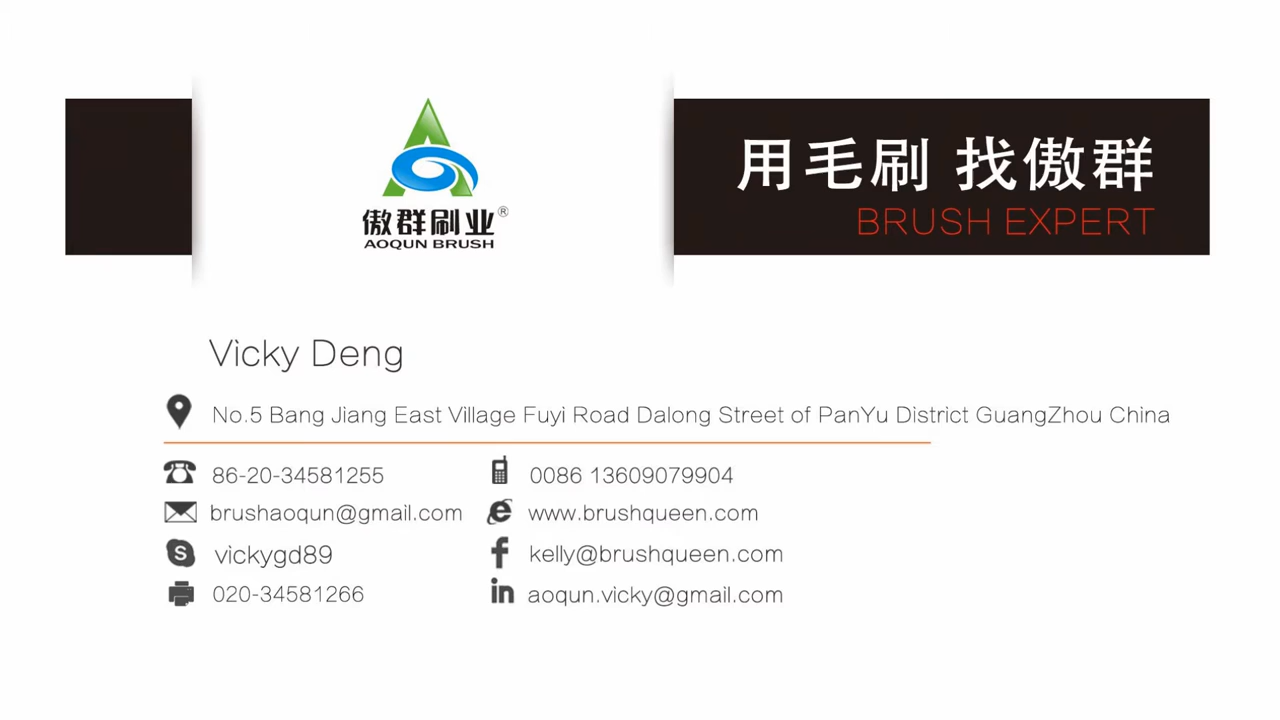 傲群刷业®
AOQUN BRUSH
用毛刷 找傲群
BRUSH EXPERT
Vicky Deng
No.5 Bang Jiang East Village Fuyi Road Dalong Street of PanYu District GuangZhou China
86-20-34581255
0086 13609079904
brushaoqun@gmail.com
www.brushqueen.com
vickygd89
kelly@brushqueen.com
020-34581266
aoqun.vicky@gmail.com